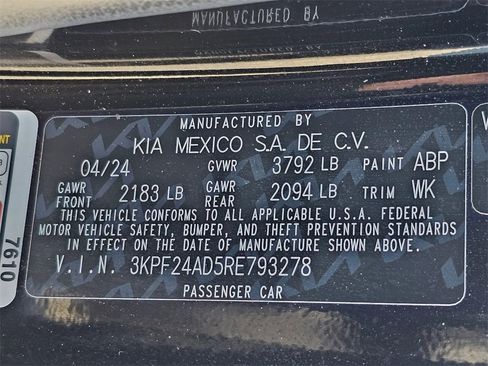 MANUFACTURED BY
MANUFACTURED BY
KIA MEXICO S.A. DE C.V.
04/24 GVWR 3792 LB PAINT ABP
GAWR FRONT 2183 LB GAWR REAR 2094 LB TRIM WK
THIS VEHICLE CONFORMS TO ALL APPLICABLE U.S.A. FEDERAL
MOTOR VEHICLE SAFETY, BUMPER, AND THEFT PREVENTION STANDARDS
IN EFFECT ON THE DATE OF MANUFACTURE SHOWN ABOVE.
V.I.N. 3KPF24AD5RE793278
PASSENGER CAR
7610